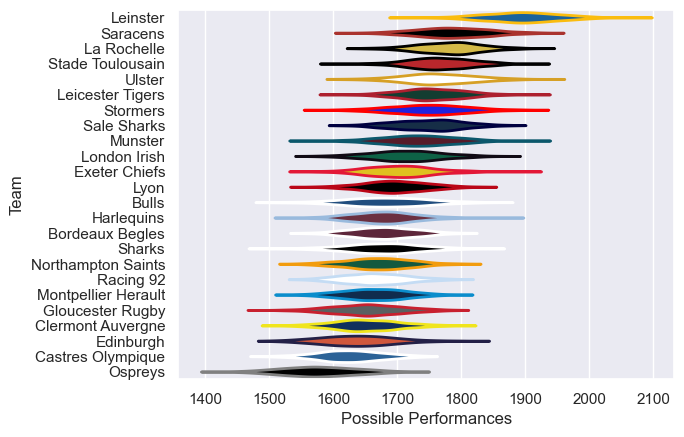 Leinster
Saracens
La Rochelle
Stade Toulousain
Ulster
Leicester Tigers
Stormers
Sale Sharks
Munster
London Irish
Exeter Chiefs
Lyon
Bulls
Harlequins
Bordeaux Begles
Sharks
Northampton Saints
Racing 92
Montpellier Herault
Gloucester Rugby
Clermont Auvergne
Edinburgh
Castres Olympique
Ospreys
Team
1400 1500 1600 1700 1800 1900 2000 2100
Possible Performances